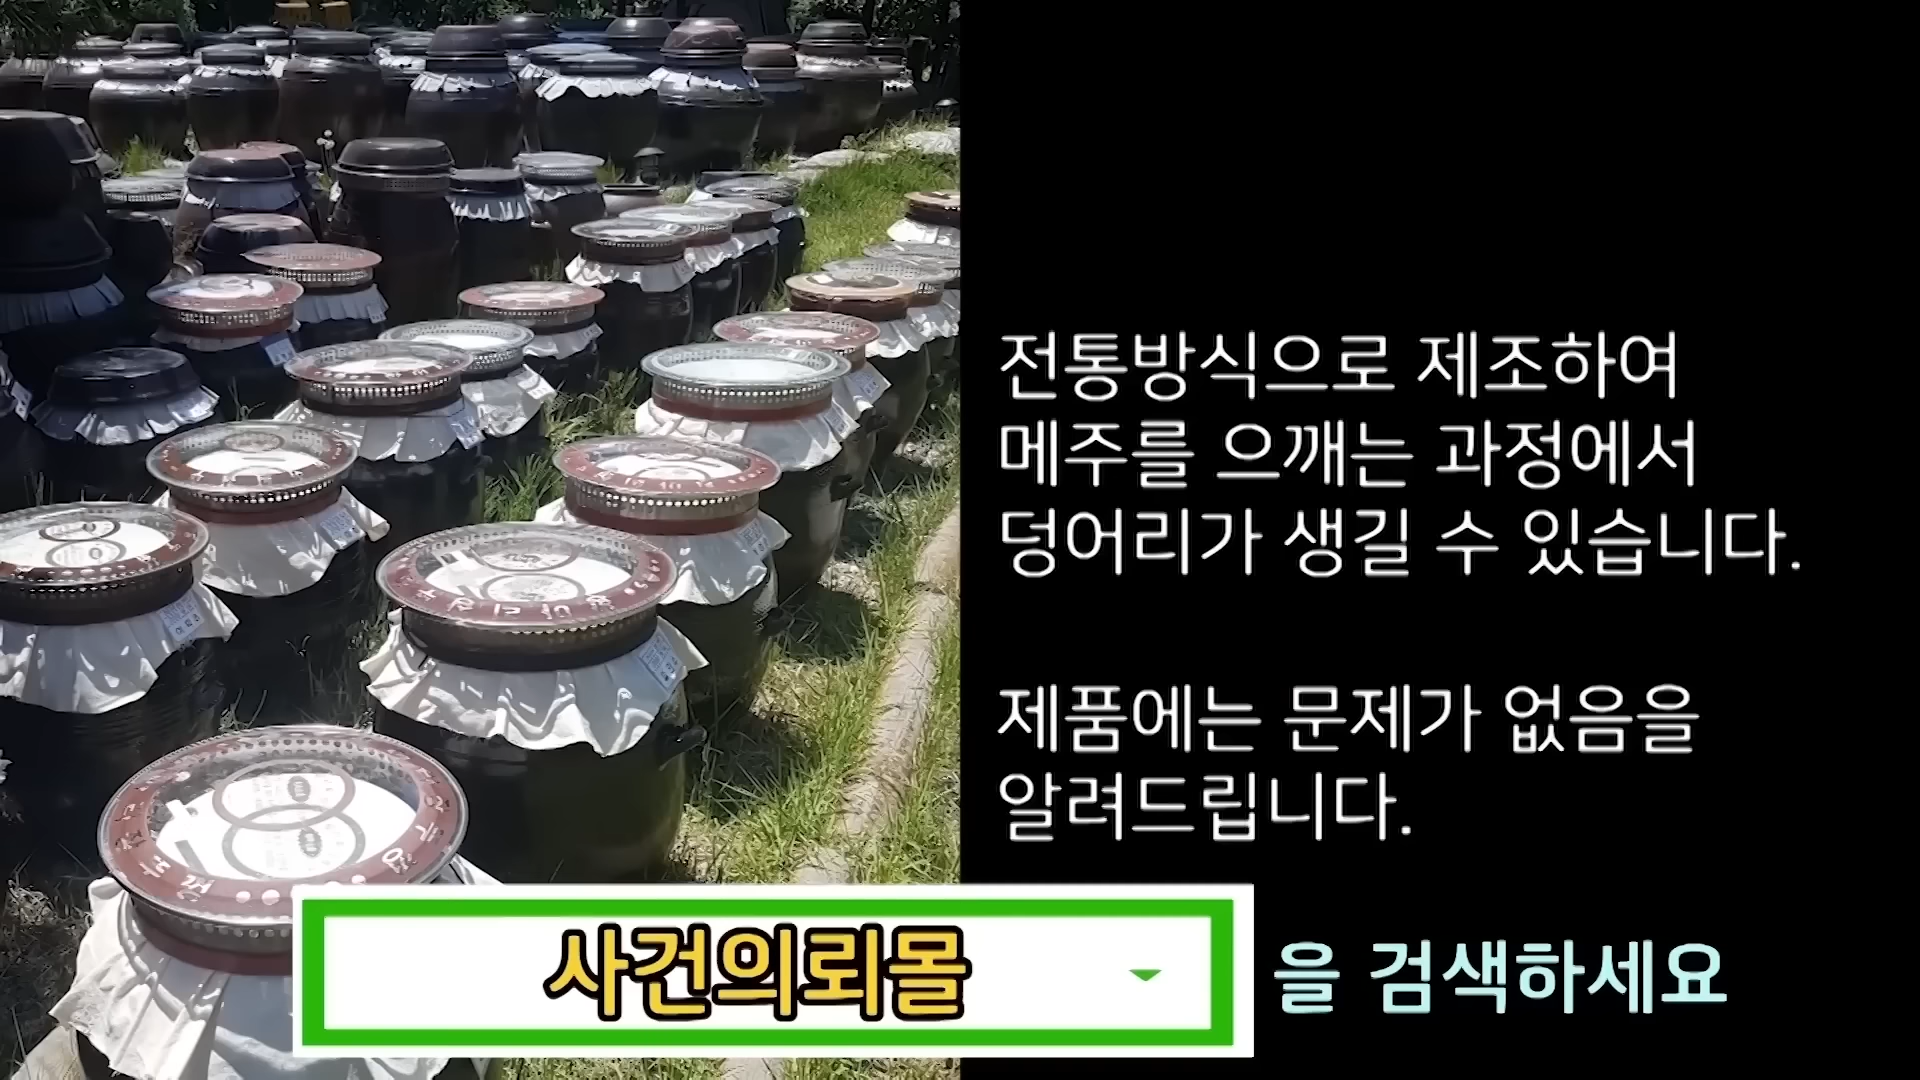 전통방식으로 제조하여
메주를 으깨는 과정에서
덩어리가 생길 수 있습니다.
제품에는 문제가 없음을
알려드립니다.
사건의뢰몰 을 검색하세요